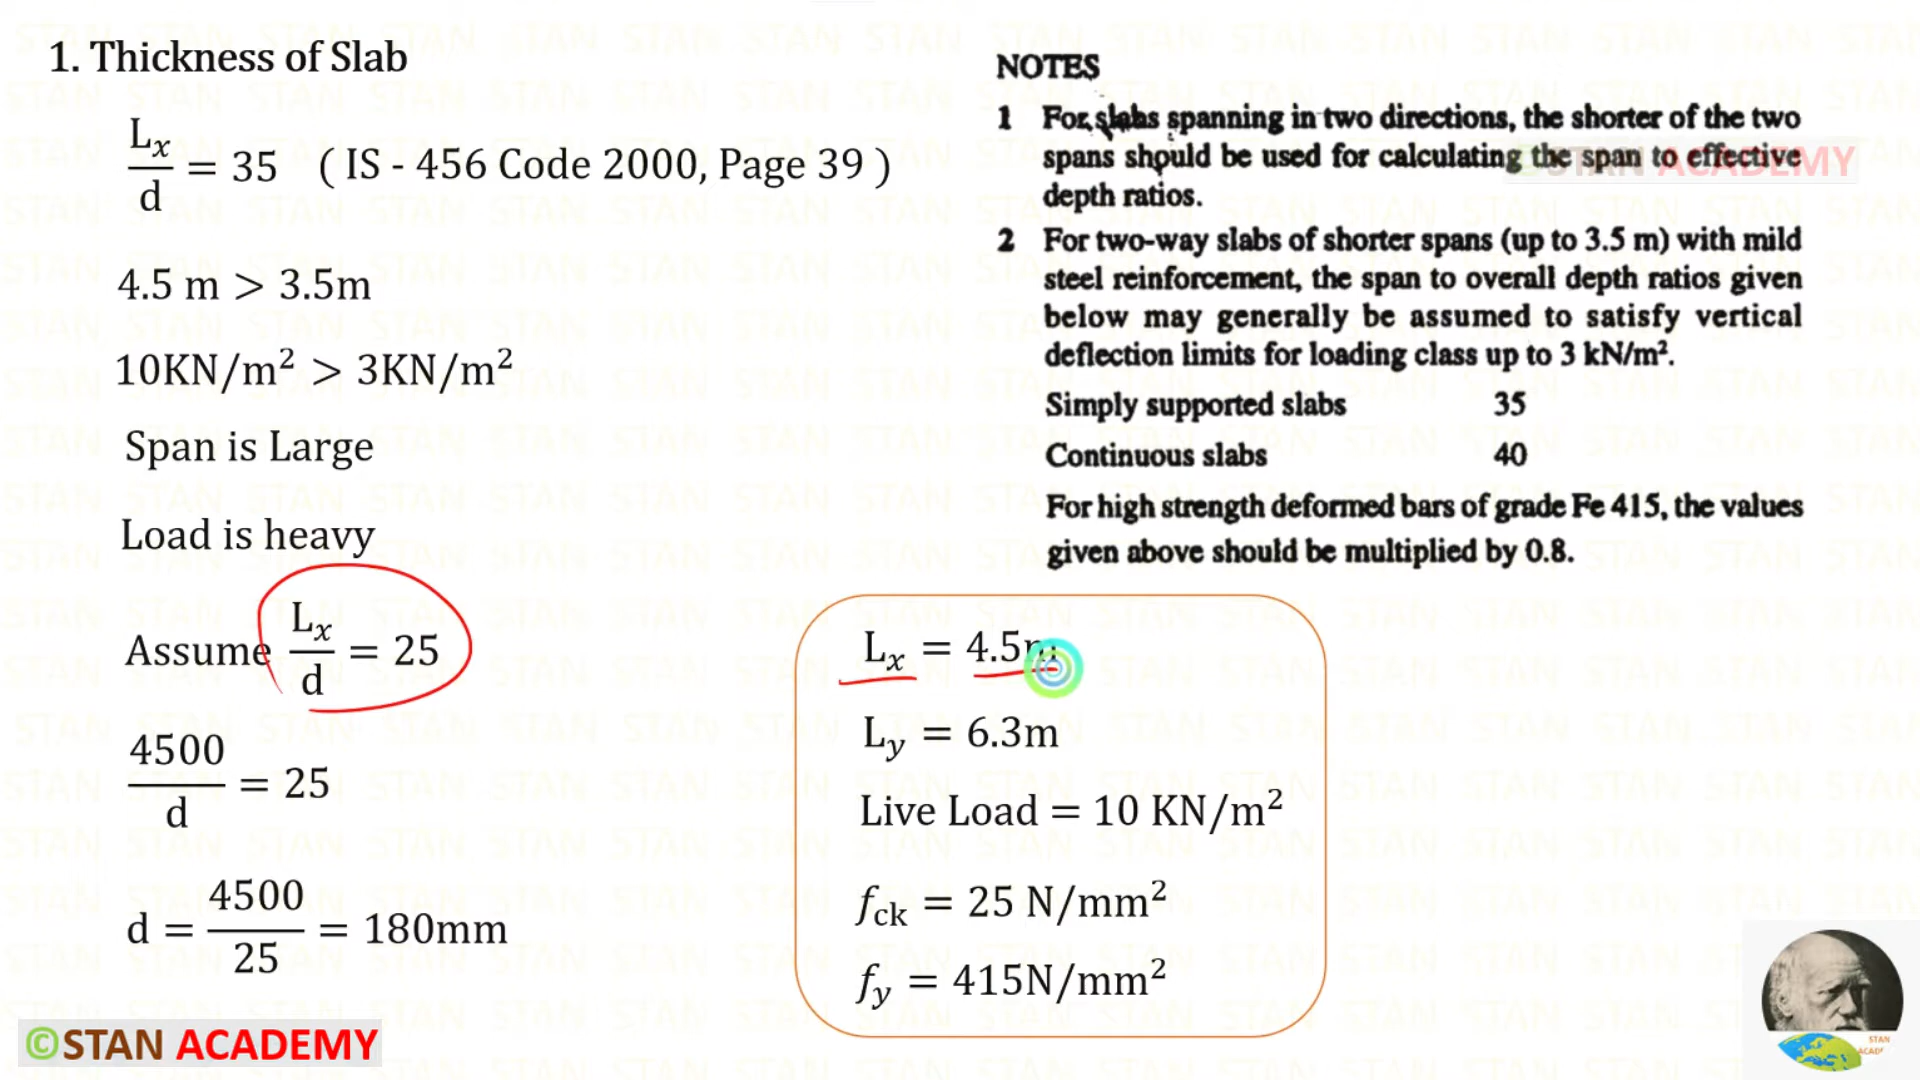 1. Thickness of Slab
Lx/d = 35 ( IS - 456 Code 2000, Page 39 )
4.5 m > 3.5m
10KN/m² > 3KN/m²
Span is Large
Load is heavy
Assume Lx/d = 25
4500/d = 25
d = 4500/25 = 180mm
©STAN ACADEMY
NOTES
1 For slabs spanning in two directions, the shorter of the two
spans should be used for calculating the span to effective
depth ratios.
©STAN ACADEMY
2 For two-way slabs of shorter spans (up to 3.5 m) with mild
steel reinforcement, the span to overall depth ratios given
below may generally be assumed to satisfy vertical
deflection limits for loading class up to 3 kN/m².
Simply supported slabs 35
Continuous slabs 40
For high strength deformed bars of grade Fe 415, the values
given above should be multiplied by 0.8.
Lx = 4.5m
Ly = 6.3m
Live Load = 10 KN/m²
fck = 25 N/mm²
fy = 415N/mm²
STAN